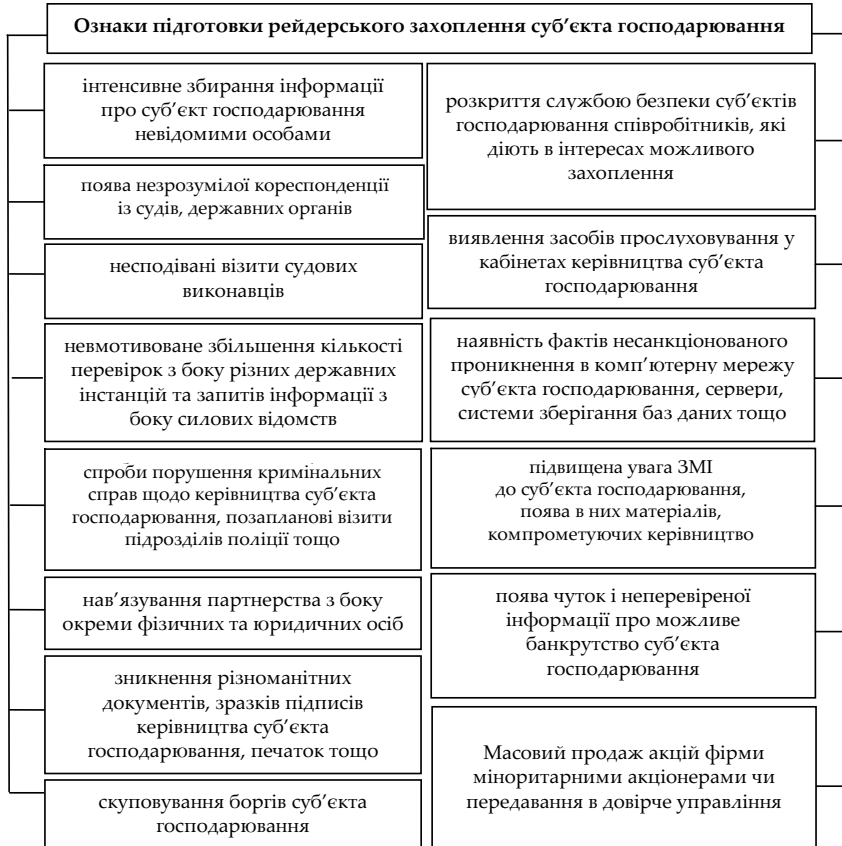 Ознаки підготовки рейдерського захоплення суб’єкта господарювання
інтенсивне збирання інформації
про суб’єкт господарювання
невідомими особами
поява незрозумілої кореспонденції
із судів, державних органів
несподівані візити судових
виконавців
невмотивоване збільшення кількості
перевірок з боку різних державних
інстанцій та запитів інформації з
боку силових відомств
спроби порушення кримінальних
справ щодо керівництва суб’єкта
господарювання, позапланові візити
підрозділів поліції тощо
нав’язування партнерства з боку
окреми фізичних та юридичних осіб
зникнення різноманітних
документів, зразків підписів
керівництва суб’єкта
господарювання, печаток тощо
скуповування боргів суб’єкта
господарювання
розкриття службою безпеки суб’єктів
господарювання співробітників, які
діють в інтересах можливого
захоплення
виявлення засобів прослуховування у
кабінетах керівництва суб’єкта
господарювання
наявність фактів несанкціонованого
проникнення в комп’ютерну мережу
суб’єкта господарювання, сервери,
системи зберігання баз даних тощо
підвищена увага ЗМІ
до суб’єкта господарювання,
поява в них матеріалів,
компрометуючих керівництво
поява чуток і неперевіреної
інформації про можливе
банкрутство суб’єкта
господарювання
Масовий продаж акцій фірми
міноритарними акціонерами чи
передавання в довірче управління